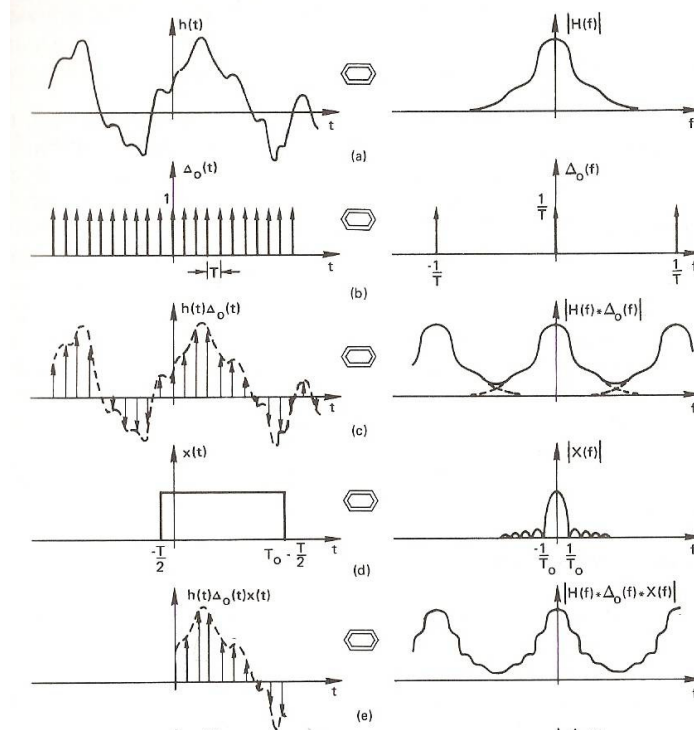 h(t) |H(f)|
t f
(a)
Δ₀(t) Δ₀(f)
1 1/T
T t -1/T 1/T f
(b)
h(t)Δ₀(t) |H(f)*Δ₀(f)|
t f
(c)
x(t) |X(f)|
-T/2 T₀ - T/2 t -1/T₀ 1/T₀ f
(d)
h(t)Δ₀(t)x(t) |H(f)*Δ₀(f)*X(f)|
t f
(e)